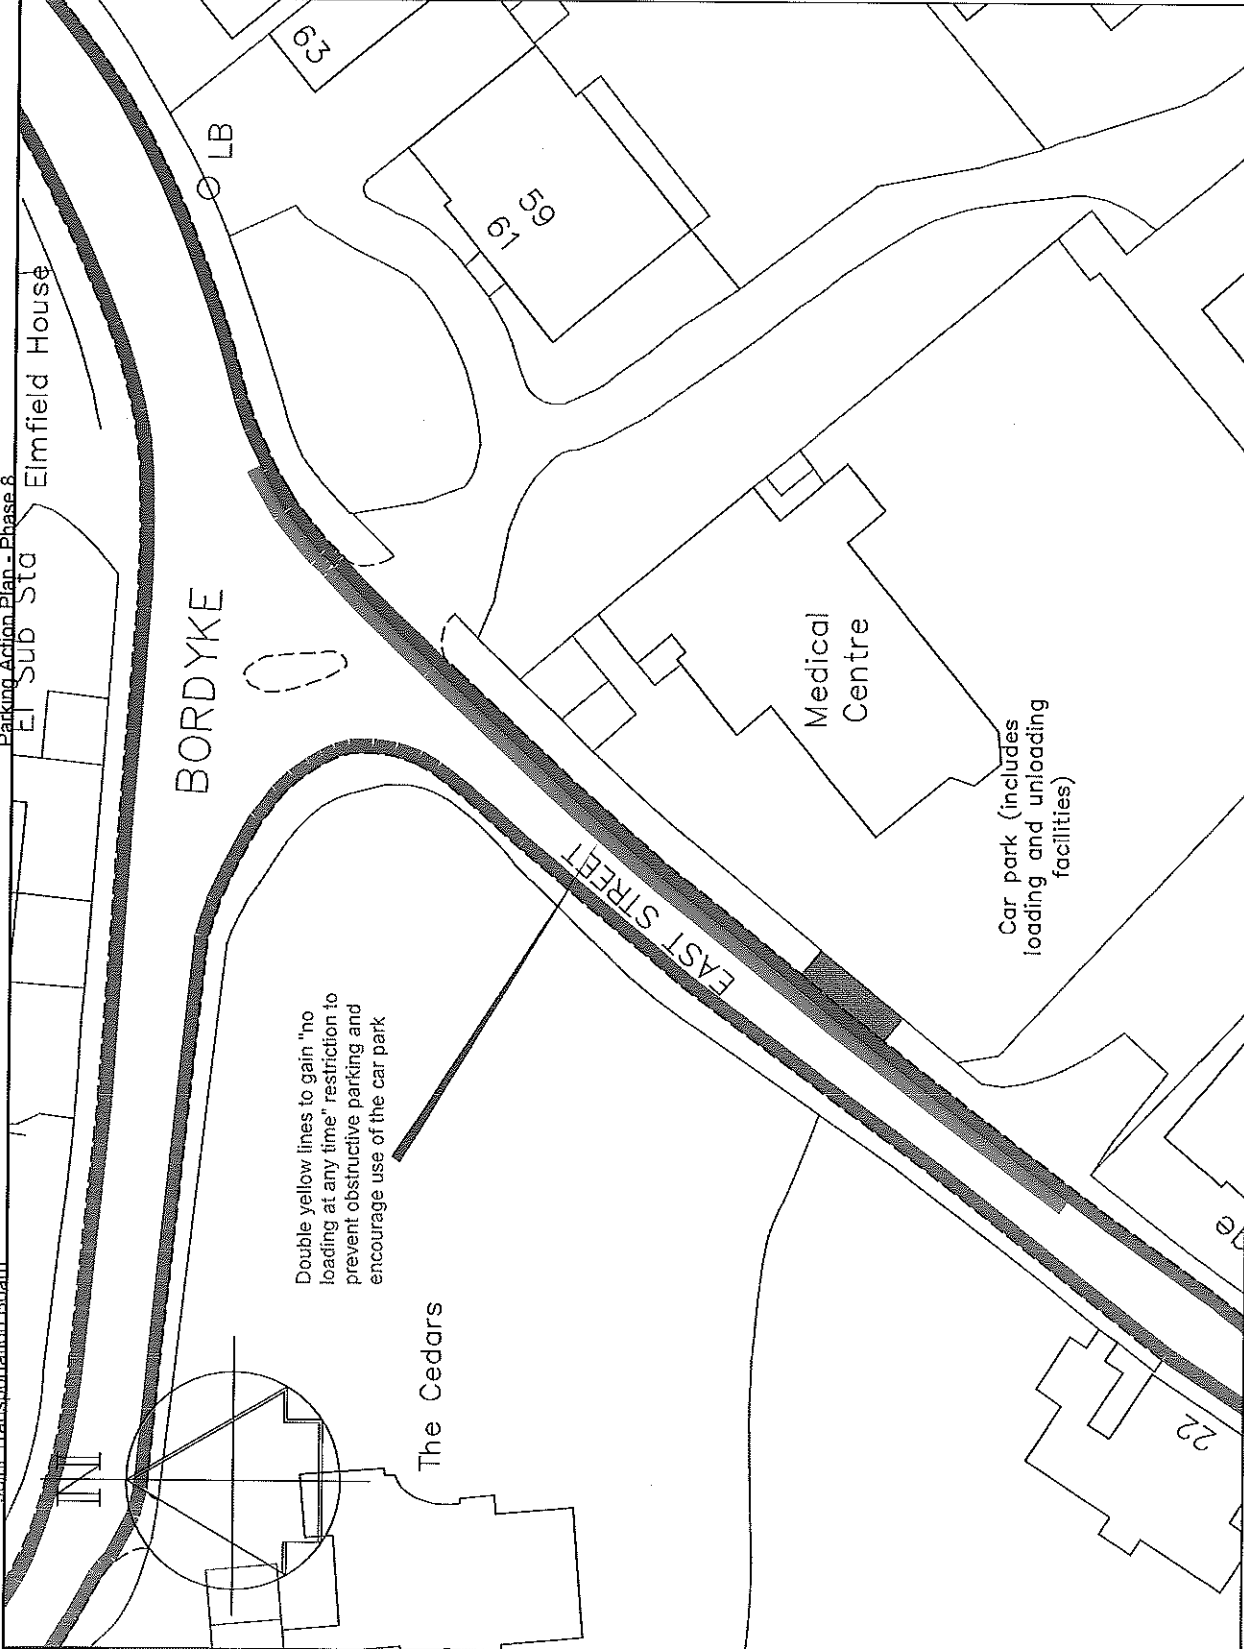 Parking Action Plan - Phase 8
N
El Sub Sta
Elmfield House
BORDYKE
LB
63
59
61
Double yellow lines to gain "no
loading at any time" restriction to
prevent obstructive parking and
encourage use of the car park
EAST STREET
The Cedars
Medical
Centre
Car park (includes
loading and unloading
facilities)
22